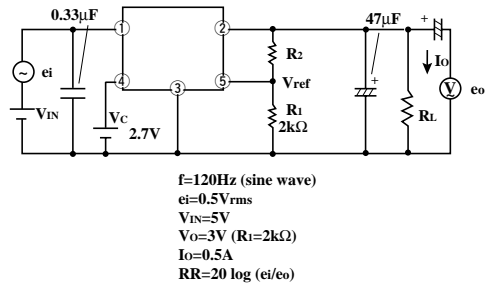 0.33μF
47μF
+
1
2
R2
Io
ei
4
5
Vref
+
V
eo
3
VIN
VC
R1
RL
2.7V
2kΩ
f=120Hz (sine wave)
ei=0.5Vrms
VIN=5V
VO=3V (R1=2kΩ)
IO=0.5A
RR=20 log (ei/eo)